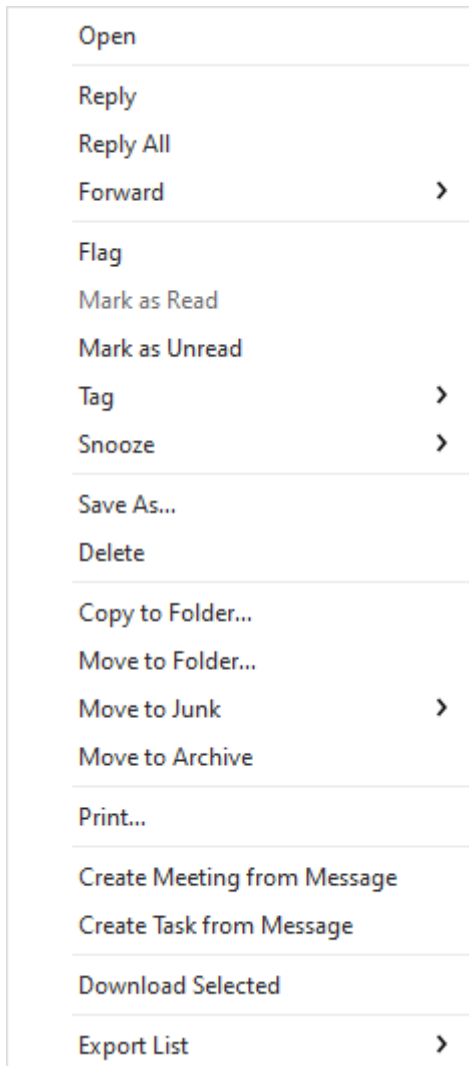 Open
Reply
Reply All
Forward
Flag
Mark as Read
Mark as Unread
Tag
Snooze
Save As...
Delete
Copy to Folder...
Move to Folder...
Move to Junk
Move to Archive
Print...
Create Meeting from Message
Create Task from Message
Download Selected
Export List